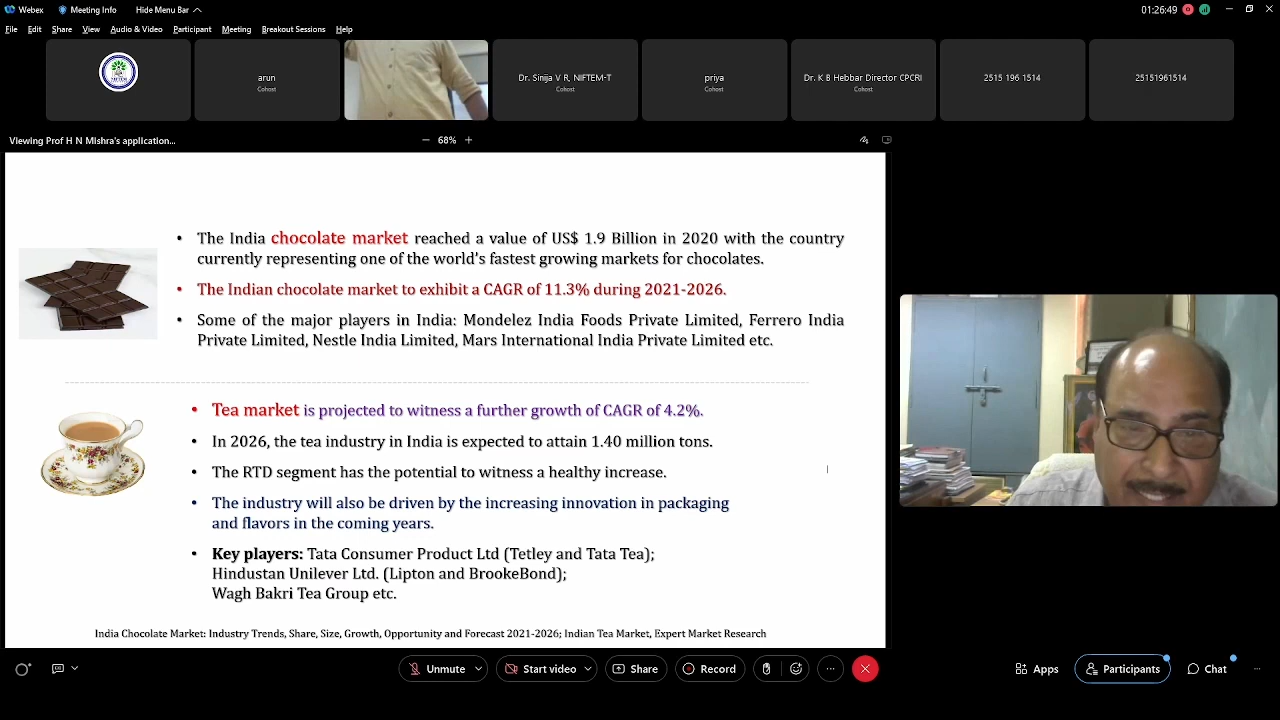 Webex Meeting Info Hide Menu Bar 01:26:49
File Edit Share View Audio & Video Participant Meeting Breakout Sessions Help
arun
Cohost
Dr. Sinija V R, NIFTEM-T
Cohost
priya
Cohost
Dr. K B Hebbar Director CPCRI
Cohost
2515 196 1514
25151961514
Viewing Prof H N Mishra's application...
− 68% +
• The India chocolate market reached a value of US$ 1.9 Billion in 2020 with the country
currently representing one of the world's fastest growing markets for chocolates.
• The Indian chocolate market to exhibit a CAGR of 11.3% during 2021-2026.
• Some of the major players in India: Mondelez India Foods Private Limited, Ferrero India
Private Limited, Nestle India Limited, Mars International India Private Limited etc.
• Tea market is projected to witness a further growth of CAGR of 4.2%.
• In 2026, the tea industry in India is expected to attain 1.40 million tons.
• The RTD segment has the potential to witness a healthy increase.
• The industry will also be driven by the increasing innovation in packaging
and flavors in the coming years.
• Key players: Tata Consumer Product Ltd (Tetley and Tata Tea);
Hindustan Unilever Ltd. (Lipton and BrookeBond);
Wagh Bakri Tea Group etc.
India Chocolate Market: Industry Trends, Share, Size, Growth, Opportunity and Forecast 2021-2026; Indian Tea Market, Expert Market Research
Unmute Start video Share Record Apps Participants Chat